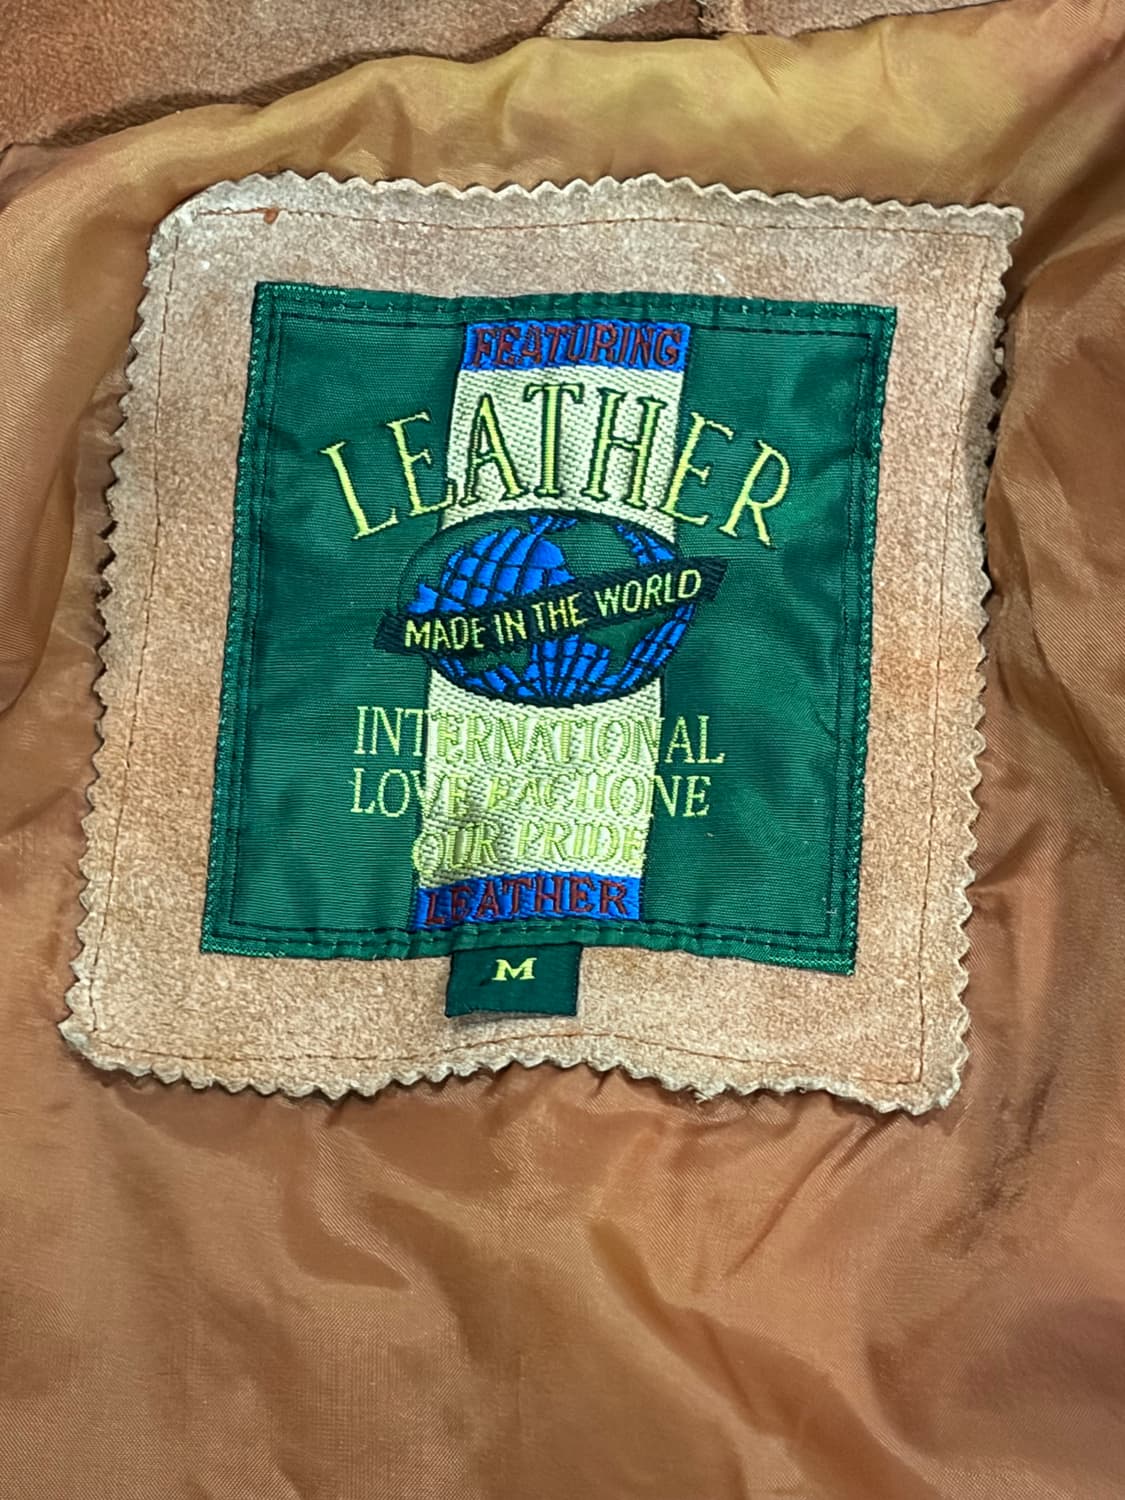 FEATURING
LEATHER
MADE IN THE WORLD
INTERNATIONAL
LOVE EACHONE
OUR PRIDE
LEATHER
M